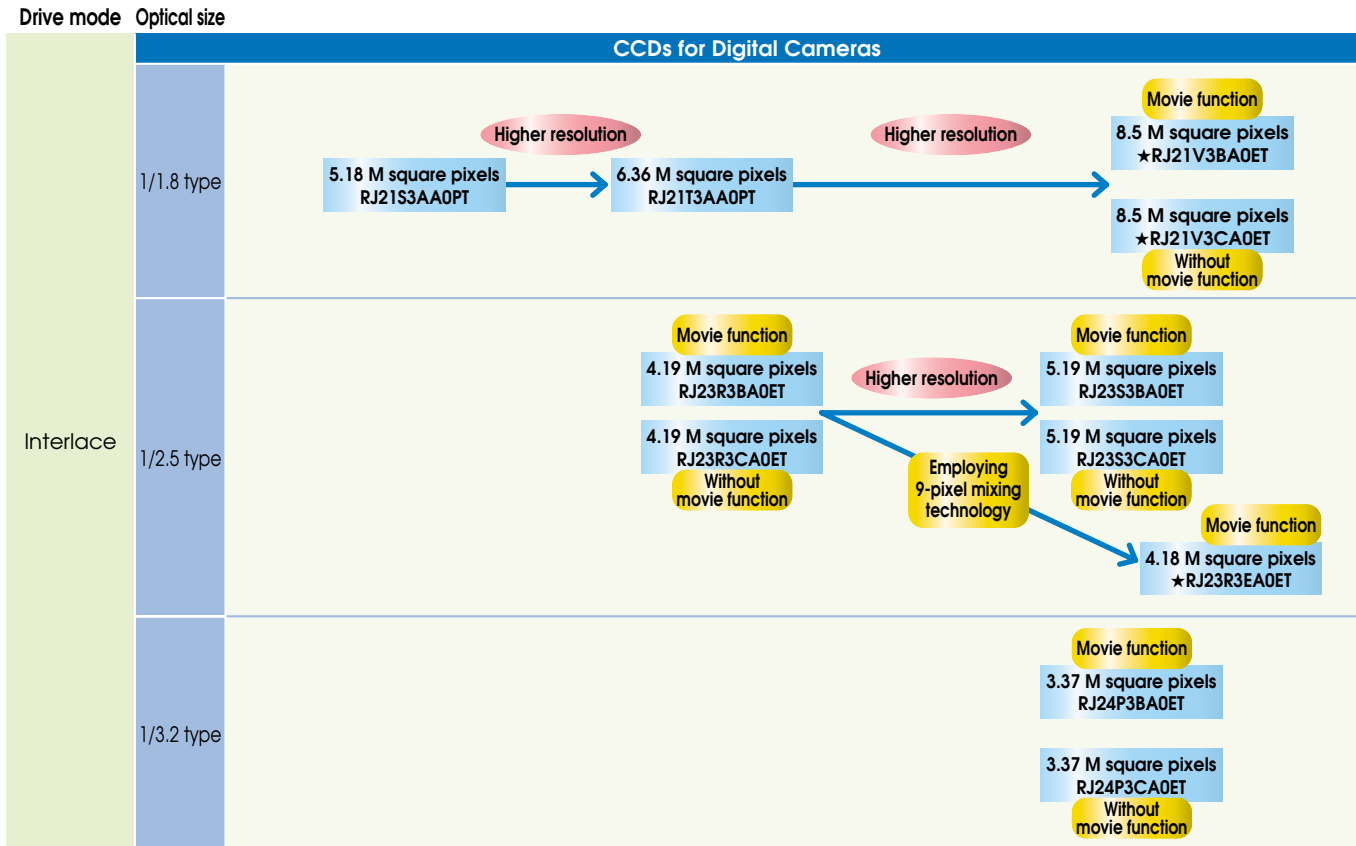 Drive mode
Optical size
CCDs for Digital Cameras
Interlace
1/1.8 type
5.18 M square pixels
RJ21S3AA0PT
Higher resolution
6.36 M square pixels
RJ21T3AA0PT
Higher resolution
Movie function
8.5 M square pixels
★RJ21V3BA0ET
8.5 M square pixels
★RJ21V3CA0ET
Without
movie function
1/2.5 type
Movie function
4.19 M square pixels
RJ23R3BA0ET
4.19 M square pixels
RJ23R3CA0ET
Without
movie function
Higher resolution
Employing
9-pixel mixing
technology
Movie function
5.19 M square pixels
RJ23S3BA0ET
5.19 M square pixels
RJ23S3CA0ET
Without
movie function
Movie function
4.18 M square pixels
★RJ23R3EA0ET
1/3.2 type
Movie function
3.37 M square pixels
RJ24P3BA0ET
3.37 M square pixels
RJ24P3CA0ET
Without
movie function